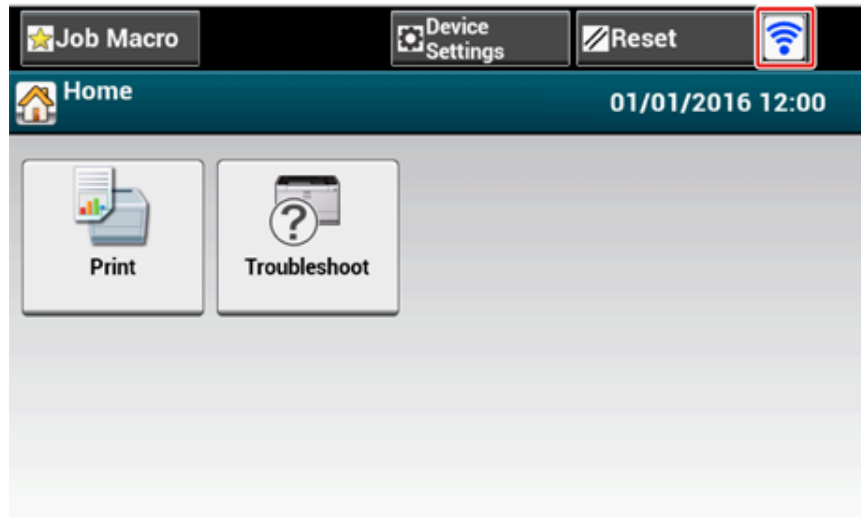 Job Macro
Device
Settings
Reset
Home
01/01/2016 12:00
Print
Troubleshoot